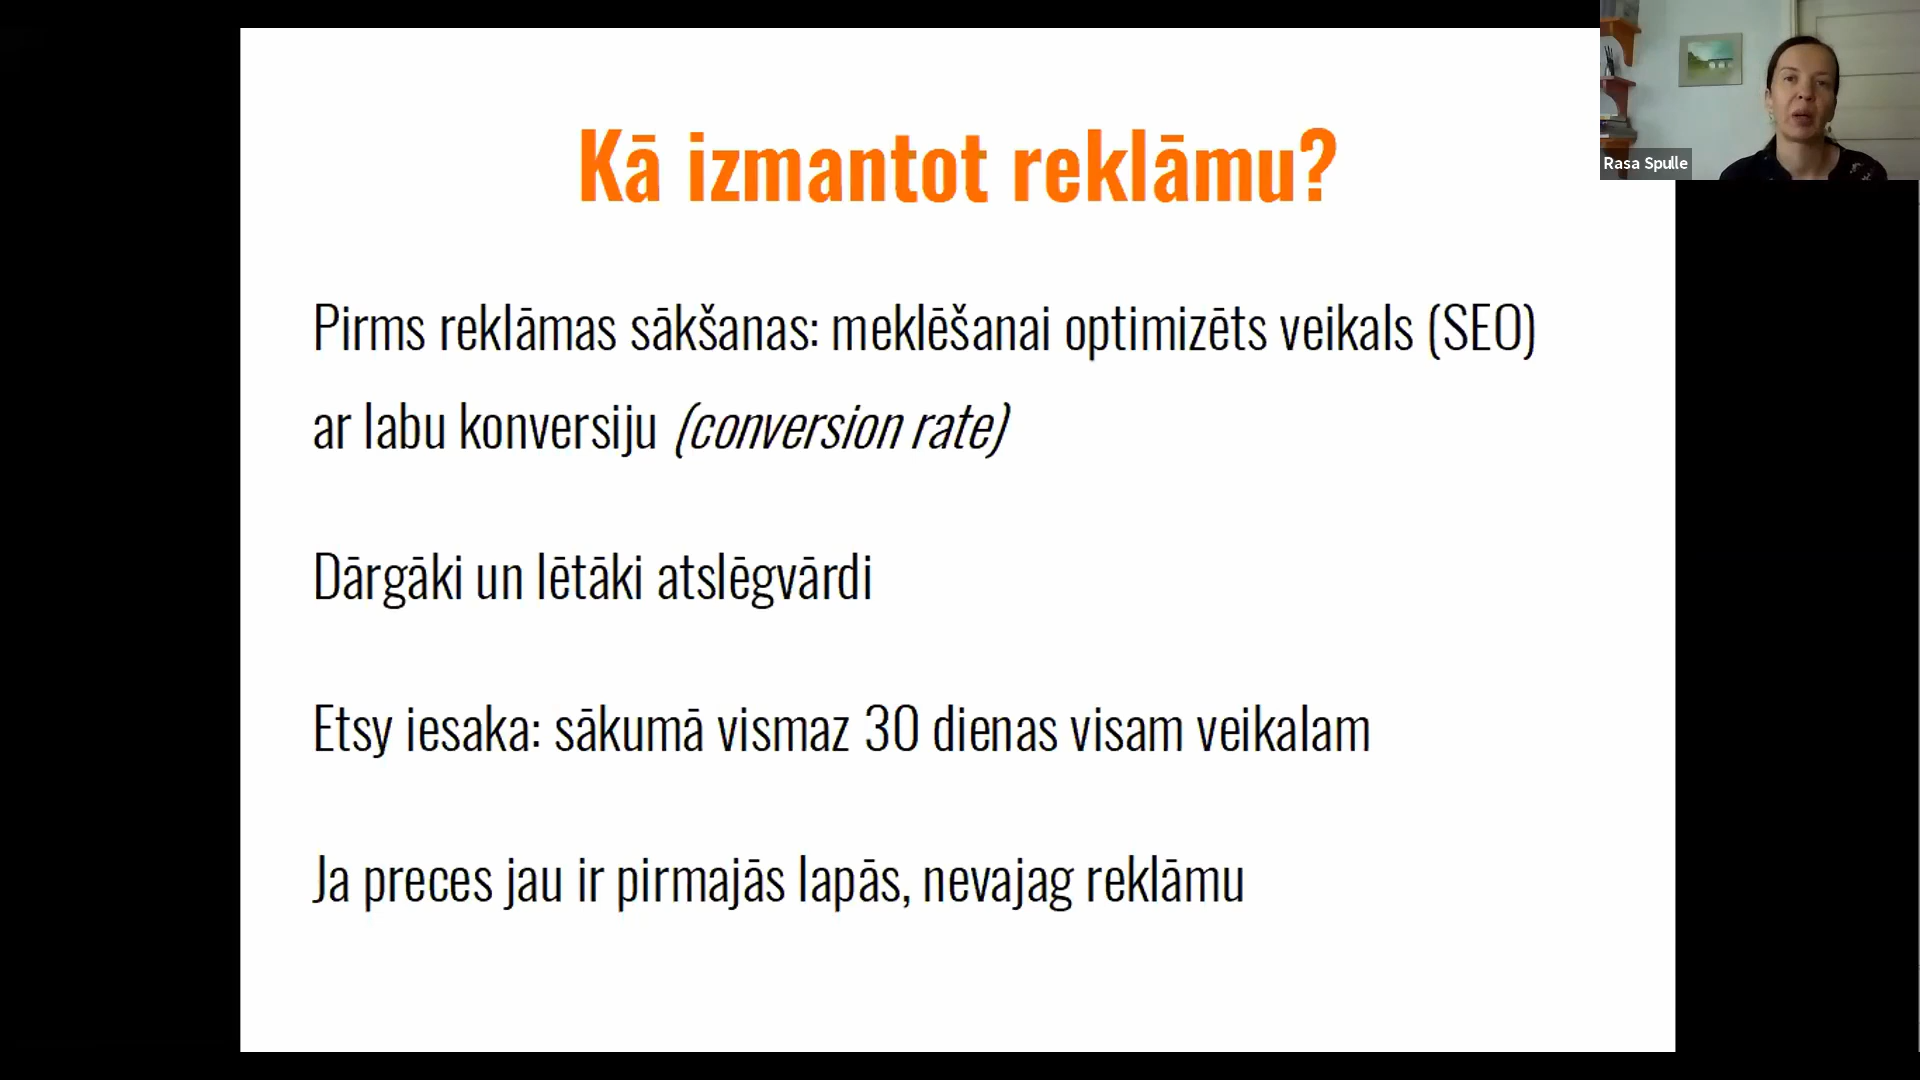 Kā izmantot reklāmu?
Pirms reklāmas sākšanas: meklēšanai optimizēts veikals (SEO)
ar labu konversiju (conversion rate)
Dārgāki un lētāki atslēgvārdi
Etsy iesaka: sākumā vismaz 30 dienas visam veikalam
Ja preces jau ir pirmajās lapās, nevajag reklāmu
Rasa Spulle